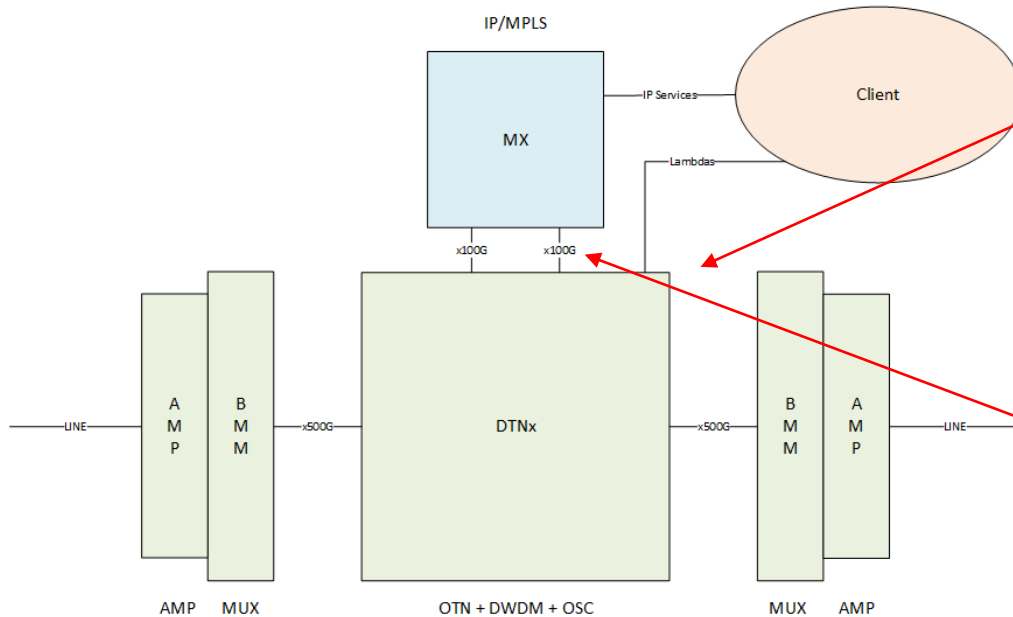 IP/MPLS
MX
IP Services
Client
Lambdas
x100G
x100G
LINE
A
M
P
B
M
M
x500G
DTNx
x500G
B
M
M
A
M
P
LINE
AMP
MUX
OTN + DWDM + OSC
MUX
AMP